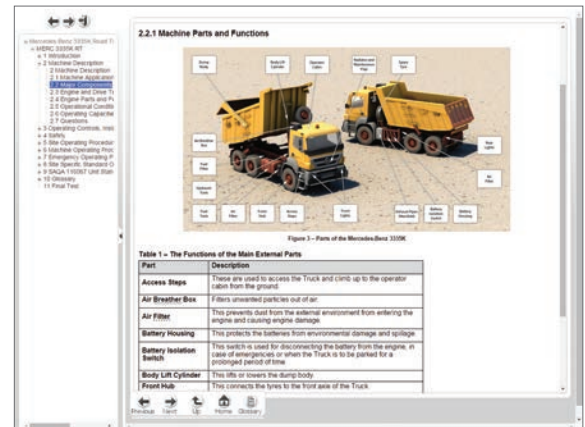 Mercedes-Benz 3335K Road Tr
MERC 3335K RT
1 Introduction
2 Machine Description
2 Machine Description
2.1 Machine Application
2.2 Major Components
2.3 Engine and Drive Tr
2.4 Engine Parts and Fu
2.5 Operational Conditi
2.6 Operating Capacitie
2.7 Questions
3 Operating Controls, Instr
4 Safety
5 Site Operating Procedur
6 Machine Operating Proc
7 Emergency Operating P
8 Site Specific Standard O
9 SAQA 110087 Unit Stan
10 Glossary
11 Final Test
2.2.1 Machine Parts and Functions
Dump Body
Body Lift Cylinder
Operator Cabin
Spare Tyre
Air Breather Box
Rear Lights
Fuel Filter
Air Filter
Hydraulic Tank
Fuel Tank
Air Filter
Front Hub
Access Steps
Front Lights
Battery Isolation Switch
Battery Housing
Figure 3 – Parts of the Mercedes-Benz 3335K
Table 1 – The Functions of the Main External Parts
Part Description
Access Steps These are used to access the Truck and climb up to the operator
cabin from the ground.
Air Breather Box Filters unwanted particles out of air.
Air Filter This prevents dust from the external environment from entering the
engine and causing engine damage.
Battery Housing This protects the batteries from environmental damage and spillage.
Battery Isolation Switch This switch is used for disconnecting the battery from the engine, in
case of emergencies or when the Truck is to be parked for a
prolonged period of time.
Body Lift Cylinder This lifts or lowers the dump body.
Front Hub This connects the tyres to the front axle of the Truck.
Previous Next Up Home Glossary